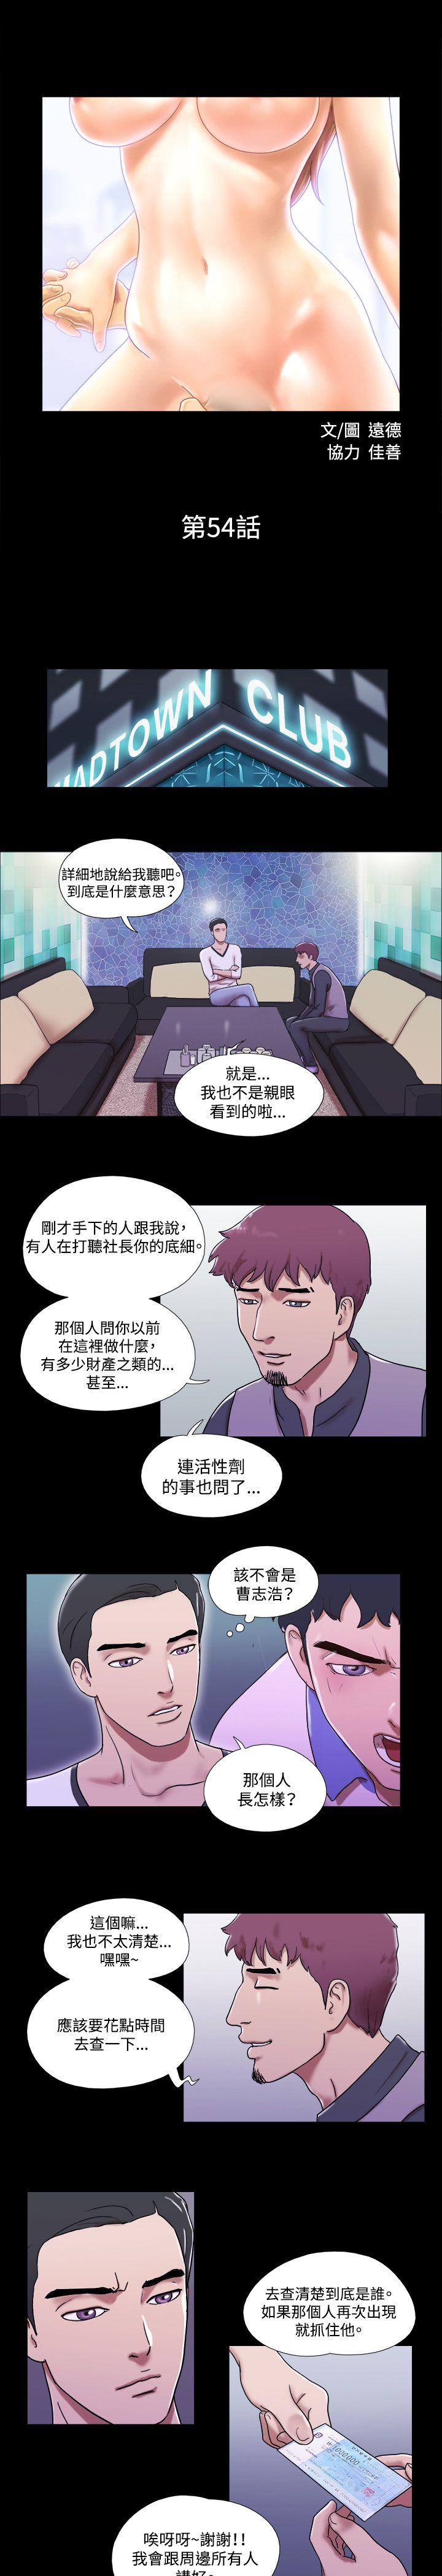 文/圖 遠德
協力 佳善
第54話
MADTOWN CLUB
詳細地說給我聽吧。
到底是什麼意思?
就是...
我也不是親眼
看到的啦...
剛才手下的人跟我說,
有人在打聽社長你的底細。
那個人問你以前
在這裡做什麼,
有多少財產之類的...
甚至...
連活性劑
的事也問了...
該不會是
曹志浩?
那個人
長怎樣?
這個嘛...
我也不太清楚...
嘿嘿~
應該要花點時間
去查一下...
去查清楚到底是誰。
如果那個人再次出現
就抓住他。
唉呀呀~謝謝!!
我會跟周邊所有人
講好~